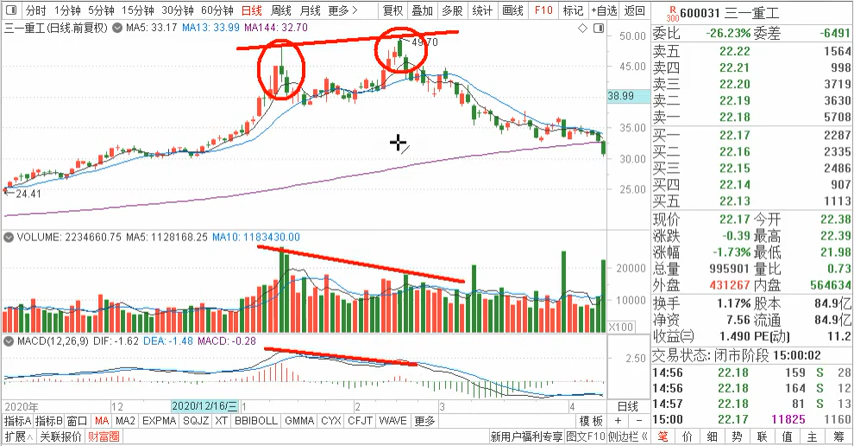 分时 1分钟 5分钟 15分钟 30分钟 60分钟 日线 周线 月线 更多 > 复权 叠加 多股 统计 画线 F10 标记 +自选 返回
R 300 600031 三一重工
三一重工(日线.前复权) MA5: 33.17 MA13: 33.99 MA144: 32.70
委比 -26.23% 委差 -6491
卖五 22.22 1564
卖四 22.21 998
卖三 22.20 3719
卖二 22.19 3630
卖一 22.18 5708
买一 22.17 2287
买二 22.16 2335
买三 22.15 2486
买四 22.14 907
买五 22.13 1113
现价 22.17 今开 22.38
涨跌 -0.39 最高 22.39
涨幅 -1.73% 最低 21.98
总量 995901 量比 0.73
外盘 431267 内盘 564634
换手 1.17% 股本 84.9亿
净资 7.56 流通 84.9亿
收益㈢ 1.490 PE(动) 11.2
交易状态: 闭市阶段 15:00:02
14:56 22.18 159 S 28
14:56 22.18 164 S 12
14:57 22.18 81 S 13
15:00 22.17 11825 1160
50.00
45.00
38.99
35.00
30.00
25.00
49.70
24.41
VOLUME: 2234660.75 MA5: 1128168.25 MA10: 1183430.00
20000
10000
X100
MACD(12,26,9) DIF: -1.62 DEA: -1.48 MACD: -0.28
2.50
2020年 12 2020/12/16/三 1 2 3 4 日线
指标A 指标B 窗口 MA MA2 EXPMA SQJZ XT BBIBOLL GMMA CYX CFJT WAVE 更多 模板 + -
扩展∧ 关联报价 财富圈 新用户福利专享 图文F10 侧边栏 笔 价 分 盘 势 联 值 主 筹